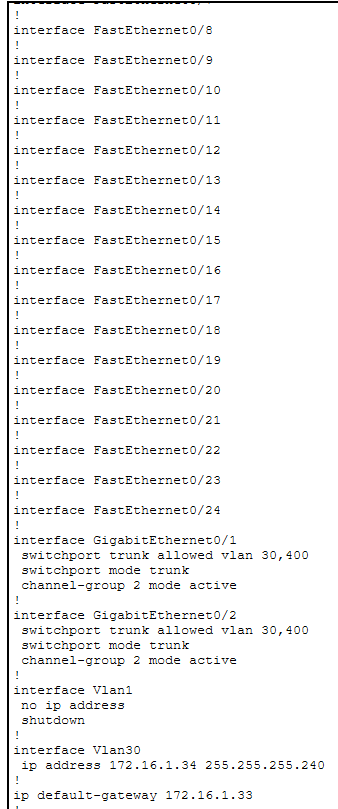 !
interface FastEthernet0/8
!
interface FastEthernet0/9
!
interface FastEthernet0/10
!
interface FastEthernet0/11
!
interface FastEthernet0/12
!
interface FastEthernet0/13
!
interface FastEthernet0/14
!
interface FastEthernet0/15
!
interface FastEthernet0/16
!
interface FastEthernet0/17
!
interface FastEthernet0/18
!
interface FastEthernet0/19
!
interface FastEthernet0/20
!
interface FastEthernet0/21
!
interface FastEthernet0/22
!
interface FastEthernet0/23
!
interface FastEthernet0/24
!
interface GigabitEthernet0/1
 switchport trunk allowed vlan 30,400
 switchport mode trunk
 channel-group 2 mode active
!
interface GigabitEthernet0/2
 switchport trunk allowed vlan 30,400
 switchport mode trunk
 channel-group 2 mode active
!
interface Vlan1
 no ip address
 shutdown
!
interface Vlan30
 ip address 172.16.1.34 255.255.255.240
!
ip default-gateway 172.16.1.33
!